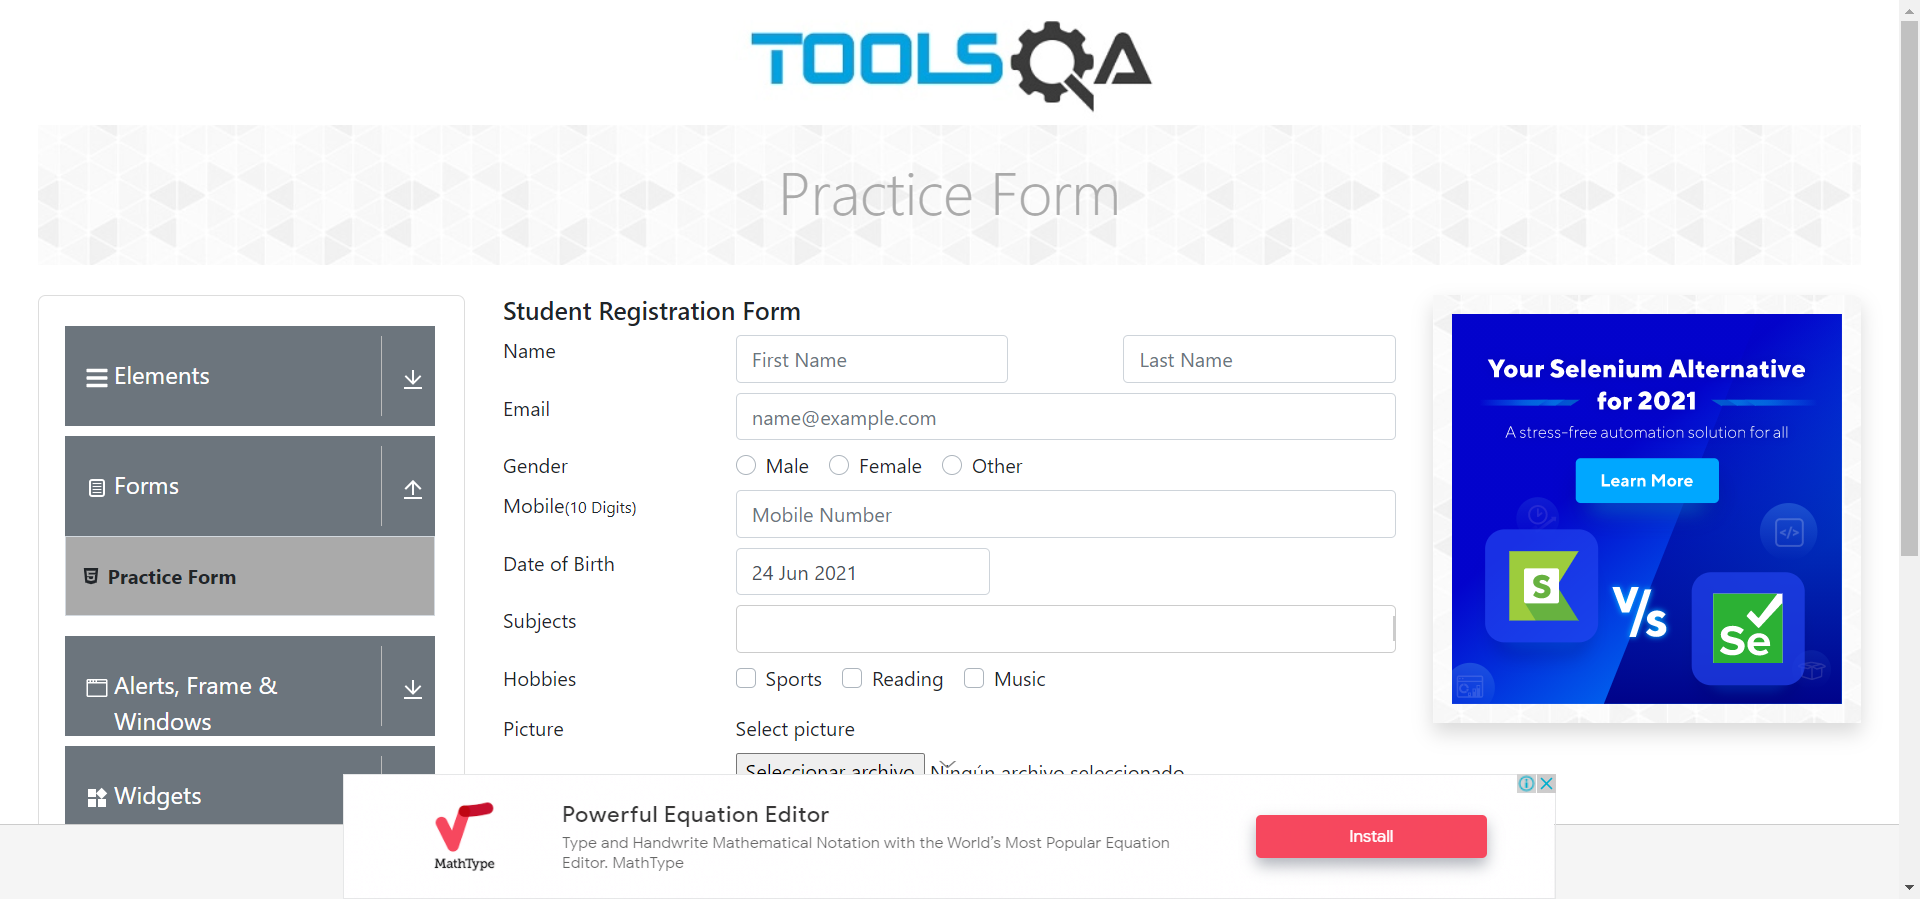 TOOLSQA
Practice Form
Elements
Forms
Practice Form
Alerts, Frame &
Windows
Widgets
Student Registration Form
Name
First Name
Last Name
Email
name@example.com
Gender
Male
Female
Other
Mobile(10 Digits)
Mobile Number
Date of Birth
24 Jun 2021
Subjects
Hobbies
Sports
Reading
Music
Picture
Select picture
Seleccionar archivo
Ningún archivo seleccionado
Your Selenium Alternative
for 2021
A stress-free automation solution for all
Learn More
S
V/s
Se
MathType
Powerful Equation Editor
Type and Handwrite Mathematical Notation with the World's Most Popular Equation
Editor. MathType
Install